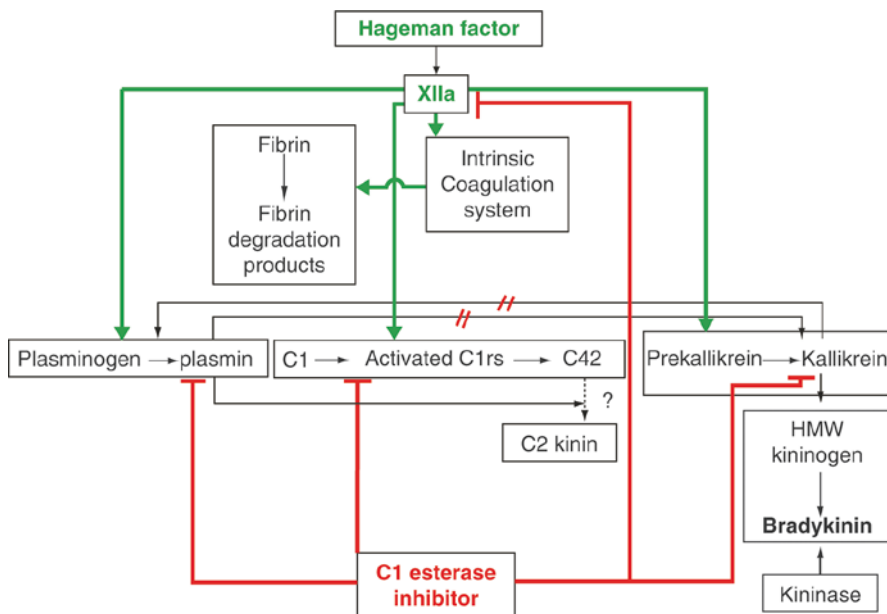 Hageman factor
XIIa
Fibrin
Fibrin
degradation
products
Intrinsic
Coagulation
system
Plasminogen
plasmin
C1
Activated C1rs
C42
Prekallikrein
Kallikrein
?
C2 kinin
HMW
kininogen
Bradykinin
C1 esterase
inhibitor
Kininase